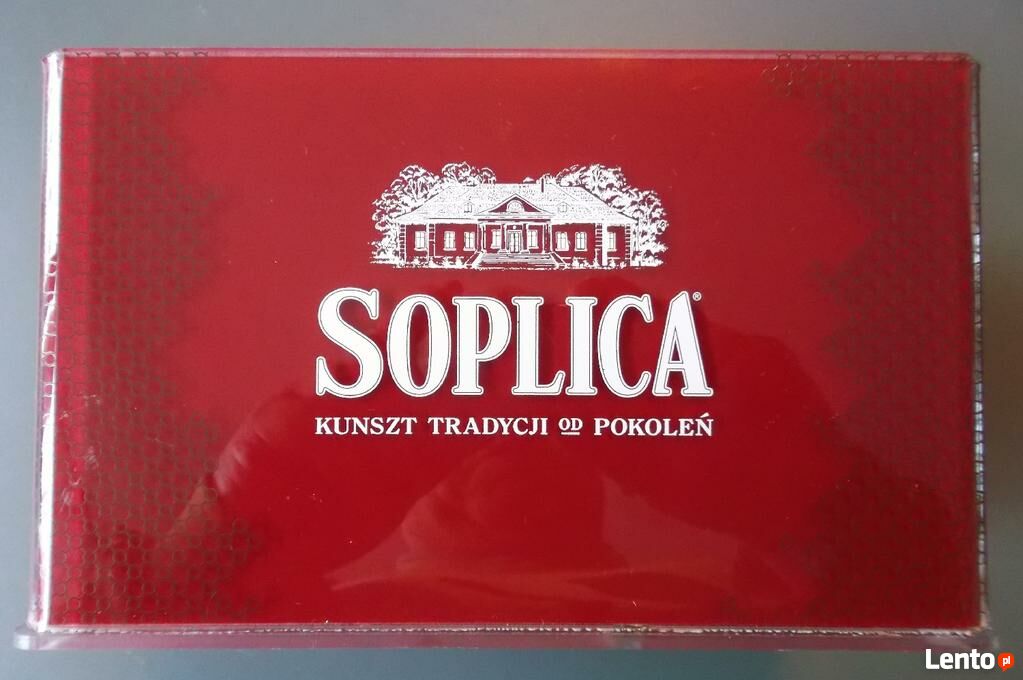 SOPLICA®
KUNSZT TRADYCJI OD POKOLEŃ
Lento pl